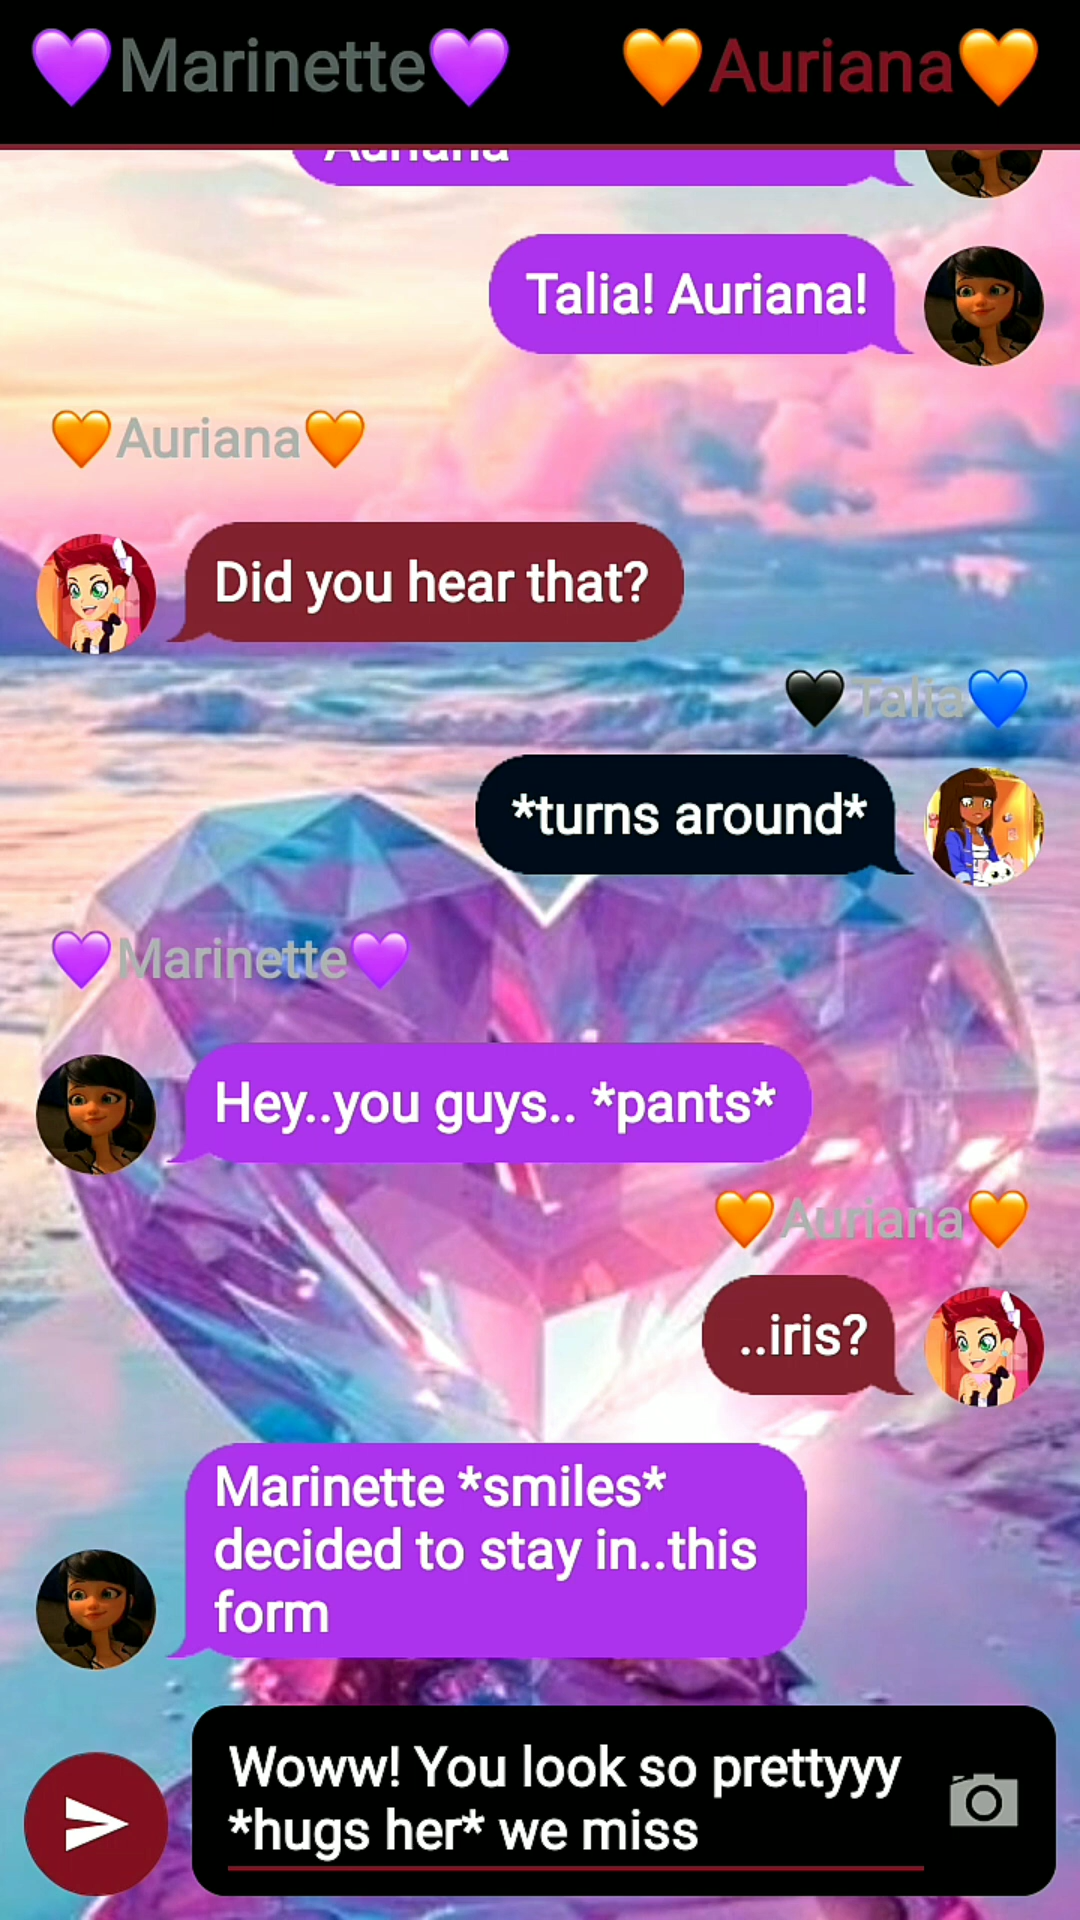 💜Marinette💜 🧡Auriana🧡
Auriana
Talia! Auriana!
🧡Auriana🧡
Did you hear that?
🖤Talia💙
*turns around*
💜Marinette💜
Hey..you guys.. *pants*
🧡Auriana🧡
..iris?
Marinette *smiles*
decided to stay in..this
form
Woww! You look so prettyyy
*hugs her* we miss